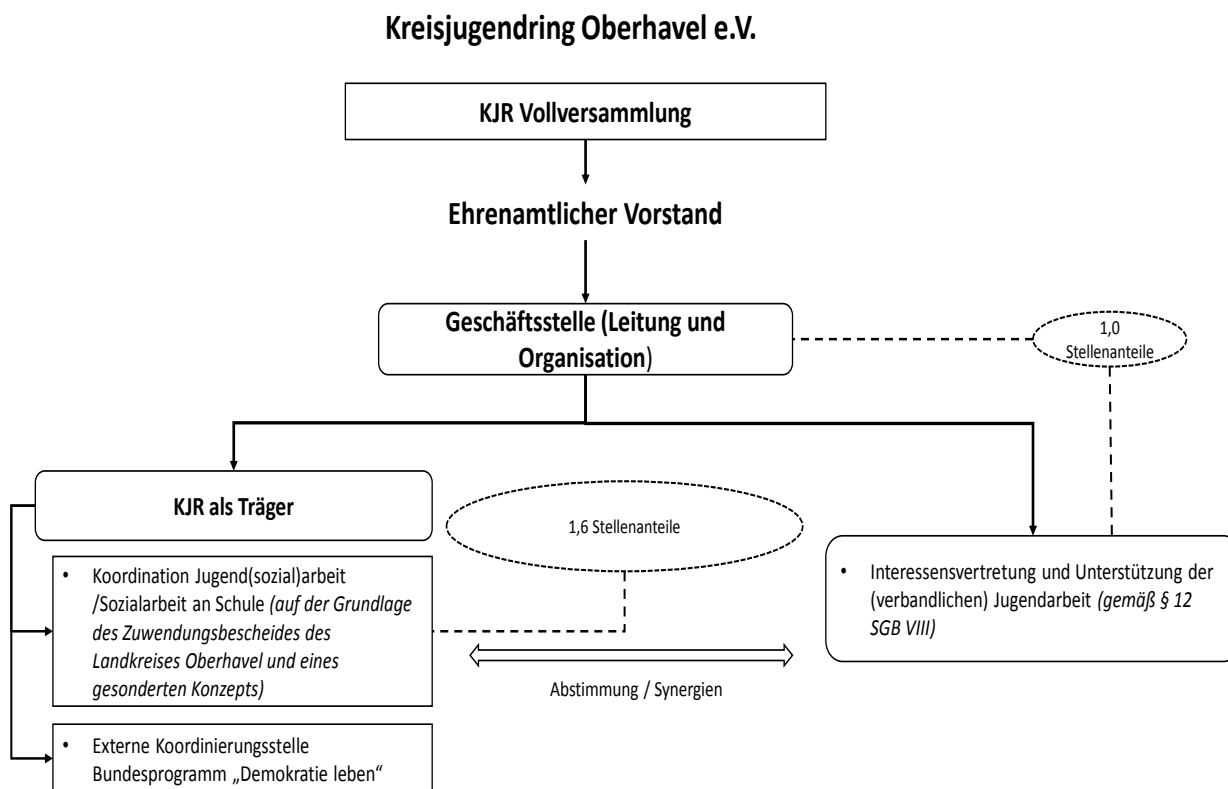 Kreisjugendring Oberhavel e.V.
KJR Vollversammlung
Ehrenamtlicher Vorstand
Geschäftsstelle (Leitung und
Organisation)
1,0
Stellenanteile
KJR als Träger
1,6 Stellenanteile
• Koordination Jugend(sozial)arbeit
/Sozialarbeit an Schule (auf der Grundlage
des Zuwendungsbescheides des
Landkreises Oberhavel und eines
gesonderten Konzepts)
• Interessensvertretung und Unterstützung der
(verbandlichen) Jugendarbeit (gemäß § 12
SGB VIII)
Abstimmung / Synergien
• Externe Koordinierungsstelle
Bundesprogramm „Demokratie leben“